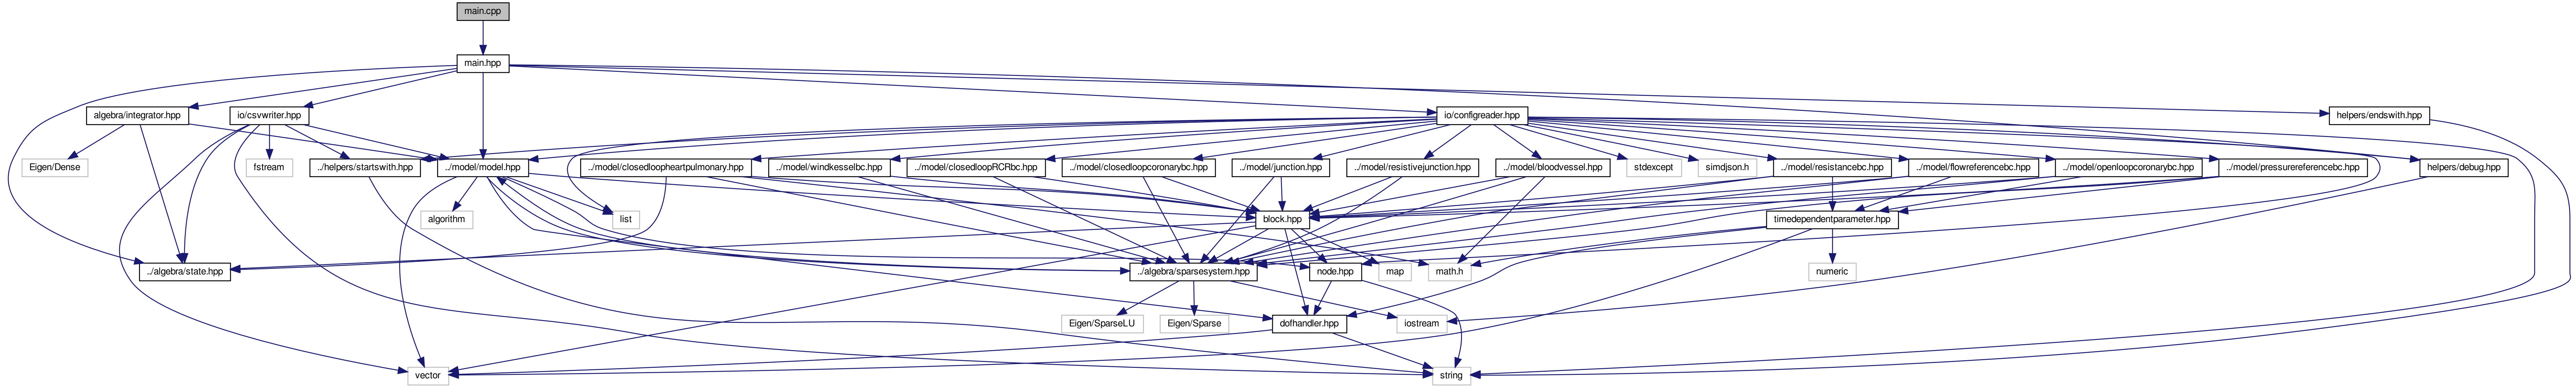 main.cpp
main.hpp
algebra/integrator.hpp
io/csvwriter.hpp
io/configreader.hpp
helpers/endswith.hpp
Eigen/Dense
fstream
../helpers/startswith.hpp
../model/model.hpp
../model/closedloopheartpulmonary.hpp
../model/windkesselbc.hpp
../model/closedloopRCRbc.hpp
../model/closedloopcoronarybc.hpp
../model/junction.hpp
../model/resistivejunction.hpp
../model/bloodvessel.hpp
stdexcept
simdjson.h
../model/resistancebc.hpp
../model/flowreferencebc.hpp
../model/openloopcoronarybc.hpp
../model/pressurereferencebc.hpp
helpers/debug.hpp
algorithm
list
block.hpp
timedependentparameter.hpp
../algebra/state.hpp
../algebra/sparsesystem.hpp
node.hpp
map
math.h
numeric
Eigen/SparseLU
Eigen/Sparse
dofhandler.hpp
iostream
vector
string